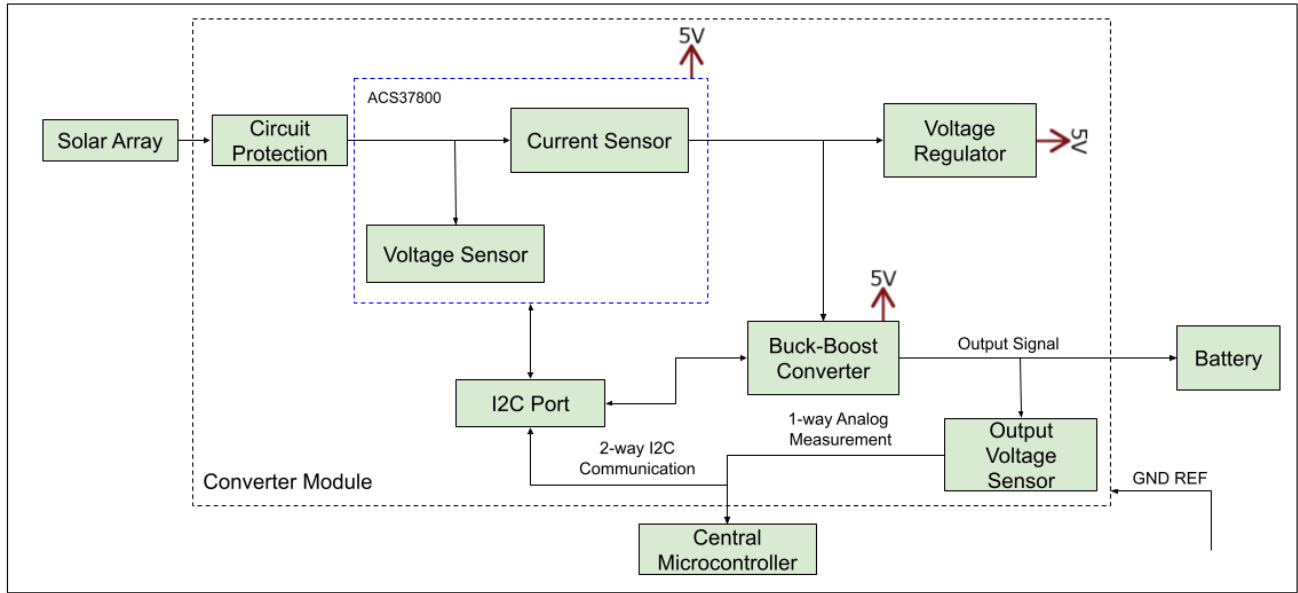 5V
ACS37800
Solar Array
Circuit
Protection
Current Sensor
Voltage
Regulator
5V
Voltage Sensor
5V
Buck-Boost
Converter
Output Signal
Battery
I2C Port
1-way Analog
Measurement
2-way I2C
Communication
Output
Voltage
Sensor
Converter Module
GND REF
Central
Microcontroller